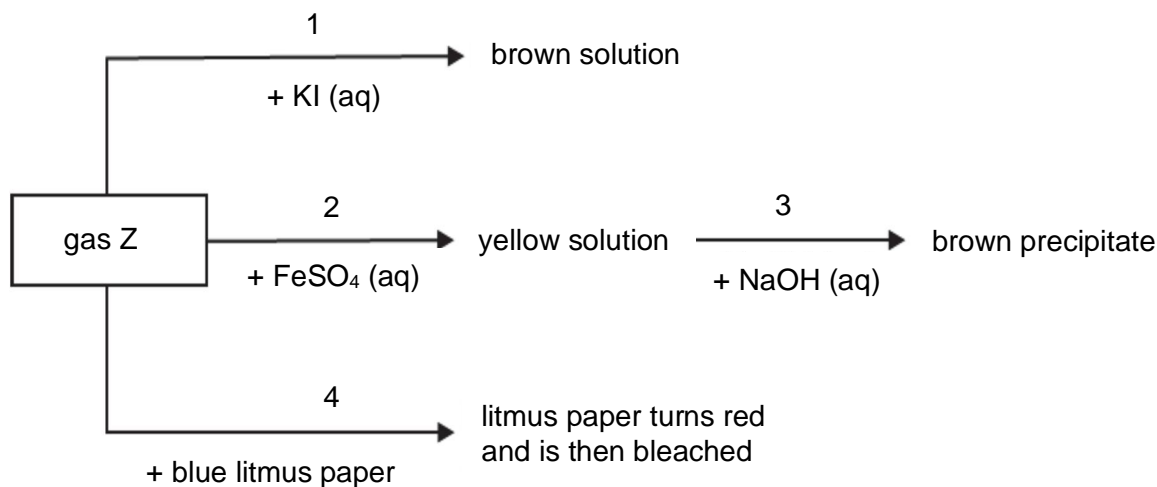 1
brown solution
+ KI (aq)
gas Z
2
yellow solution
+ FeSO₄ (aq)
3
brown precipitate
+ NaOH (aq)
4
litmus paper turns red
and is then bleached
+ blue litmus paper